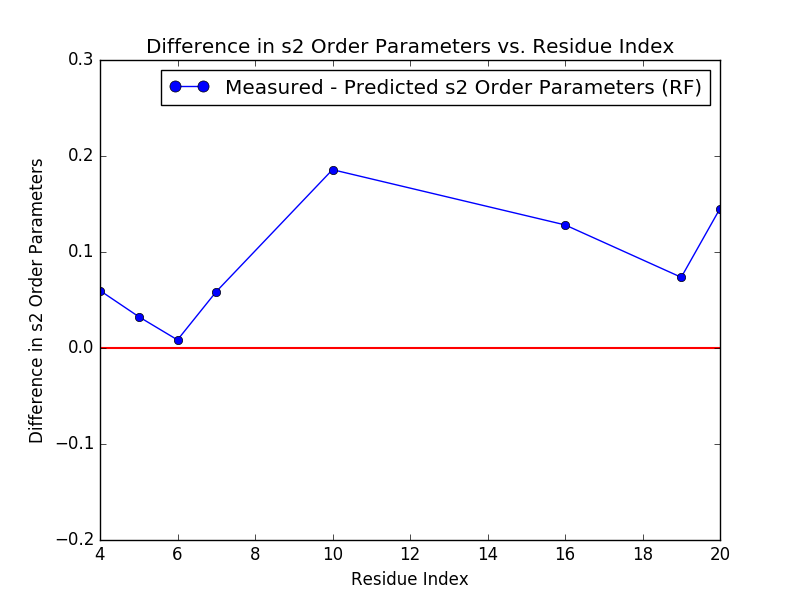 Difference in s2 Order Parameters vs. Residue Index
Measured - Predicted s2 Order Parameters (RF)
0.3
0.2
0.1
0.0
−0.1
−0.2
Difference in s2 Order Parameters
4 6 8 10 12 14 16 18 20
Residue Index